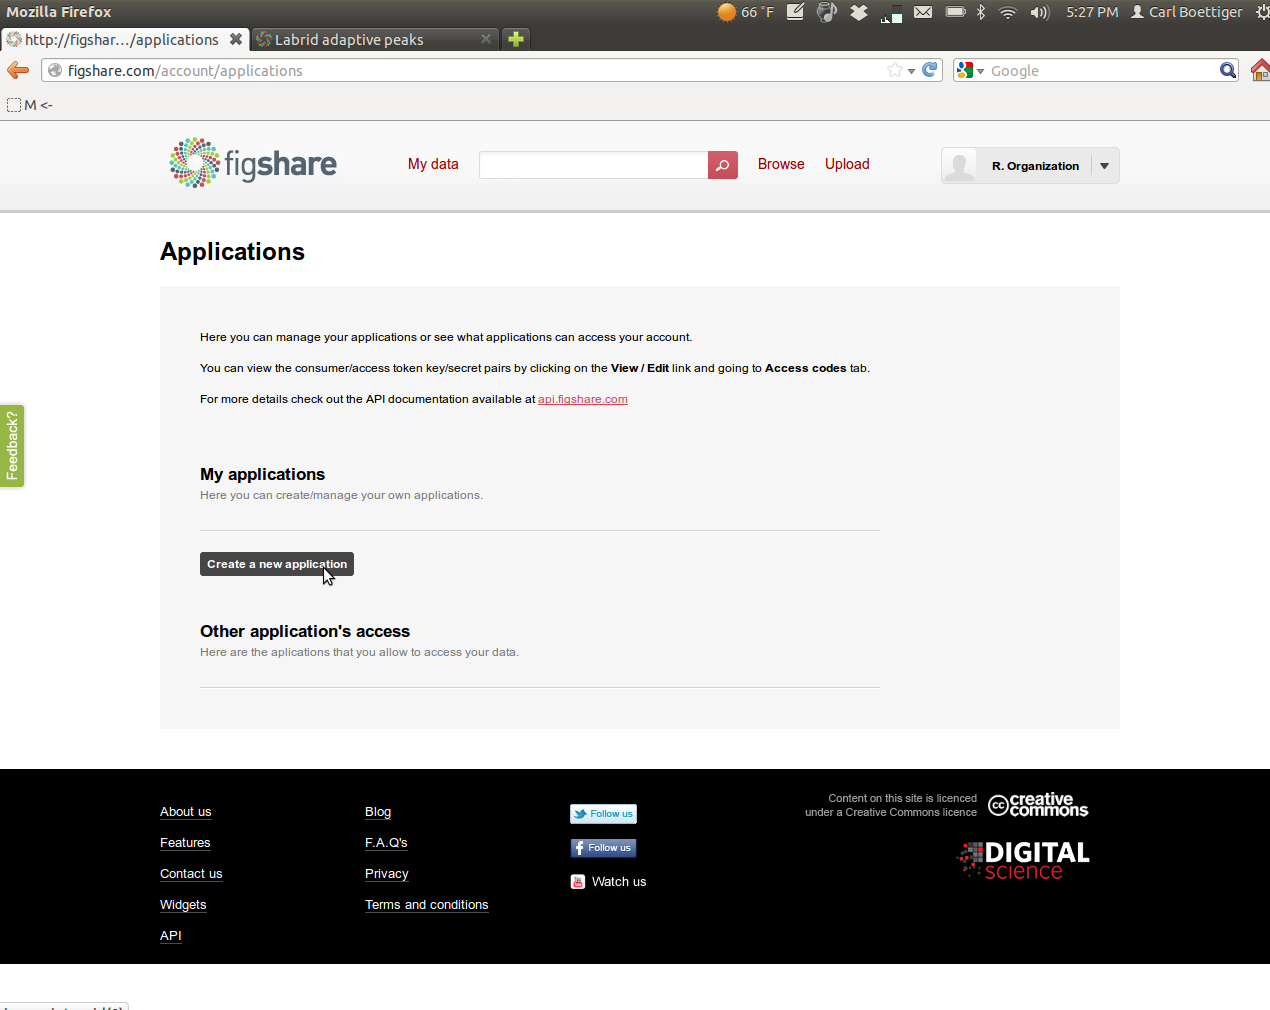 Mozilla Firefox
66 °F
5:27 PM
Carl Boettiger
http://figshar…/applications
Labrid adaptive peaks
figshare.com/account/applications
Google
M <-
figshare
My data
Browse
Upload
R. Organization
Applications
Here you can manage your applications or see what applications can access your account.
You can view the consumer/access token key/secret pairs by clicking on the View / Edit link and going to Access codes tab.
For more details check out the API documentation available at api.figshare.com
Feedback?
My applications
Here you can create/manage your own applications.
Create a new application
Other application's access
Here are the aplications that you allow to access your data.
About us
Features
Contact us
Widgets
API
Blog
F.A.Q's
Privacy
Terms and conditions
Follow us
Follow us
Watch us
Content on this site is licenced
under a Creative Commons licence
cc creative
commons
DIGITAL
science